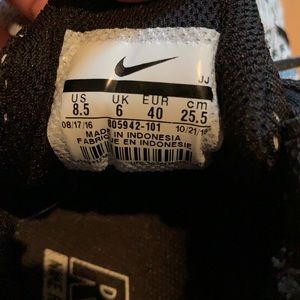 JJ
US UK EUR cm
8.5 6 40 25.5
08/17/16 805942-101 10/21/16
MADE IN INDONESIA
EN INDONESIE